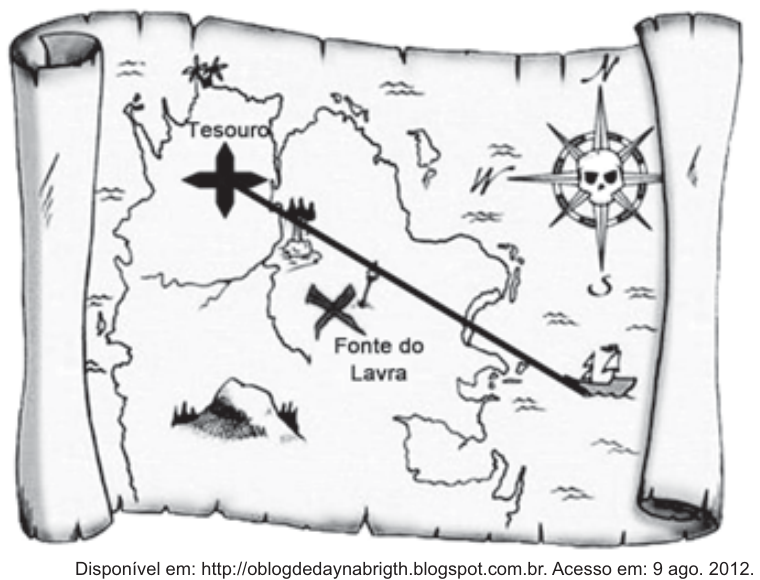 N
Tesouro
W
S
Fonte do
Lavra
Disponível em: http://oblogdedaynabrigth.blogspot.com.br. Acesso em: 9 ago. 2012.